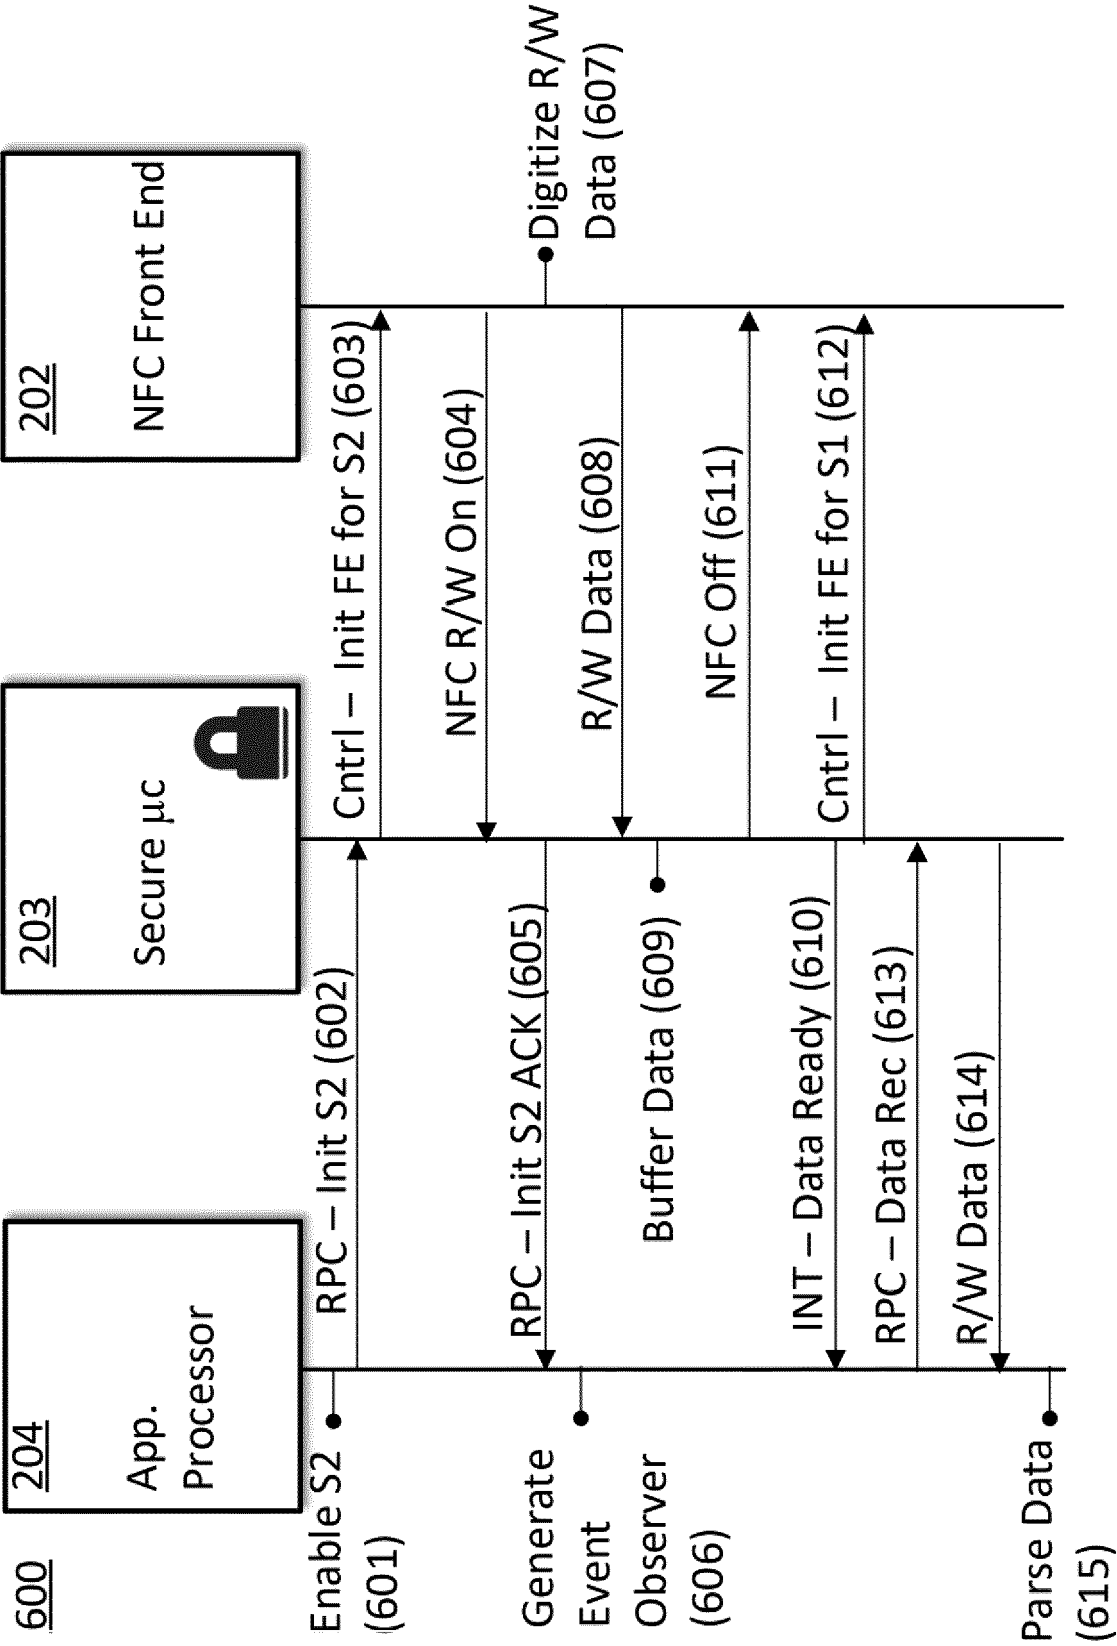 600
204
App.
Processor
203
Secure µc
202
NFC Front End
Enable S2
(601)
RPC – Init S2 (602)
Cntrl – Init FE for S2 (603)
NFC R/W On (604)
RPC – Init S2 ACK (605)
Generate
Event
Observer
(606)
Digitize R/W
Data (607)
R/W Data (608)
Buffer Data (609)
NFC Off (611)
INT – Data Ready (610)
Cntrl – Init FE for S1 (612)
RPC – Data Rec (613)
R/W Data (614)
Parse Data
(615)